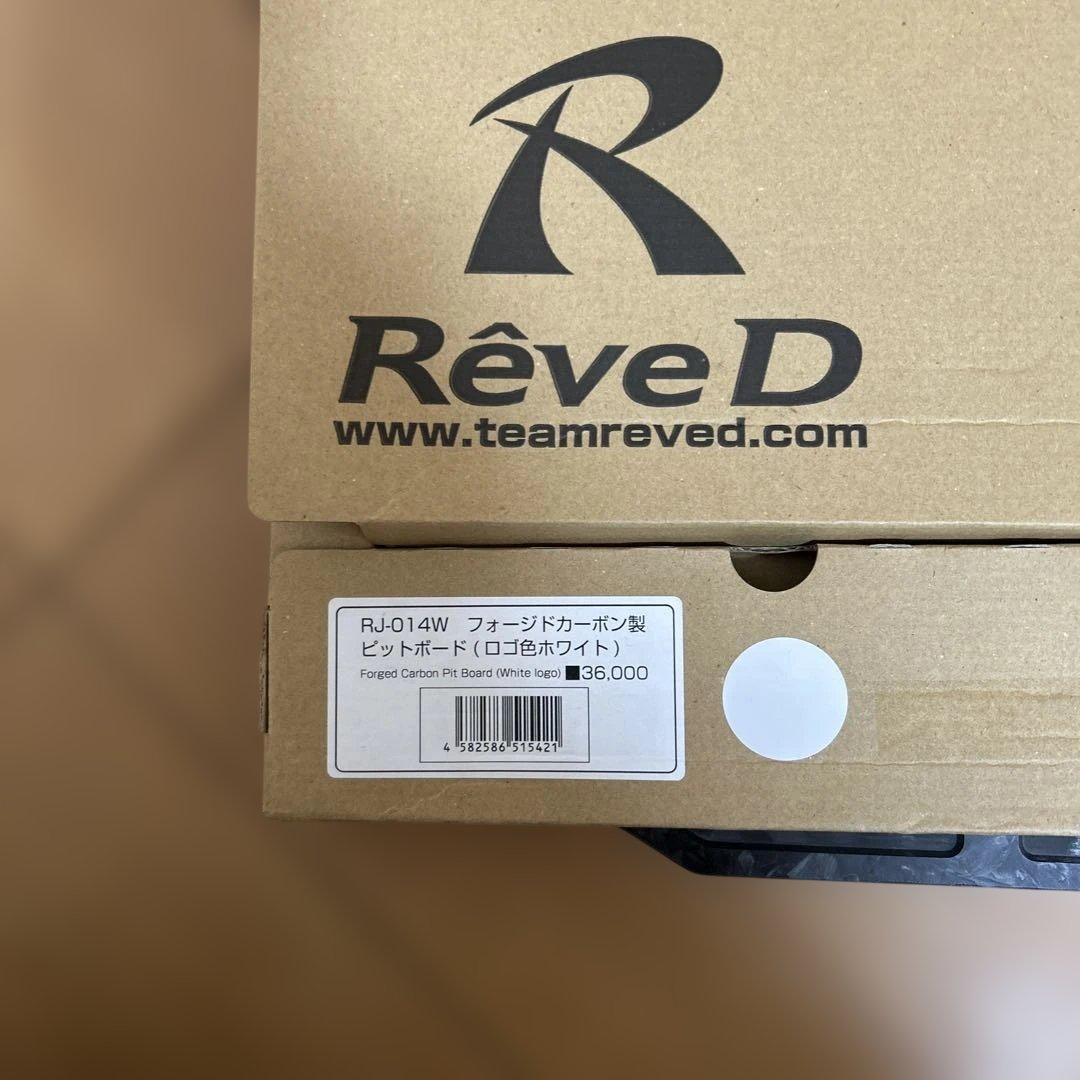 R
RêveD
www.teamreved.com
RJ-014W　フォージドカーボン製
ピットボード(ロゴ色ホワイト)
Forged Carbon Pit Board (White logo) ■36,000
4 582586 515421